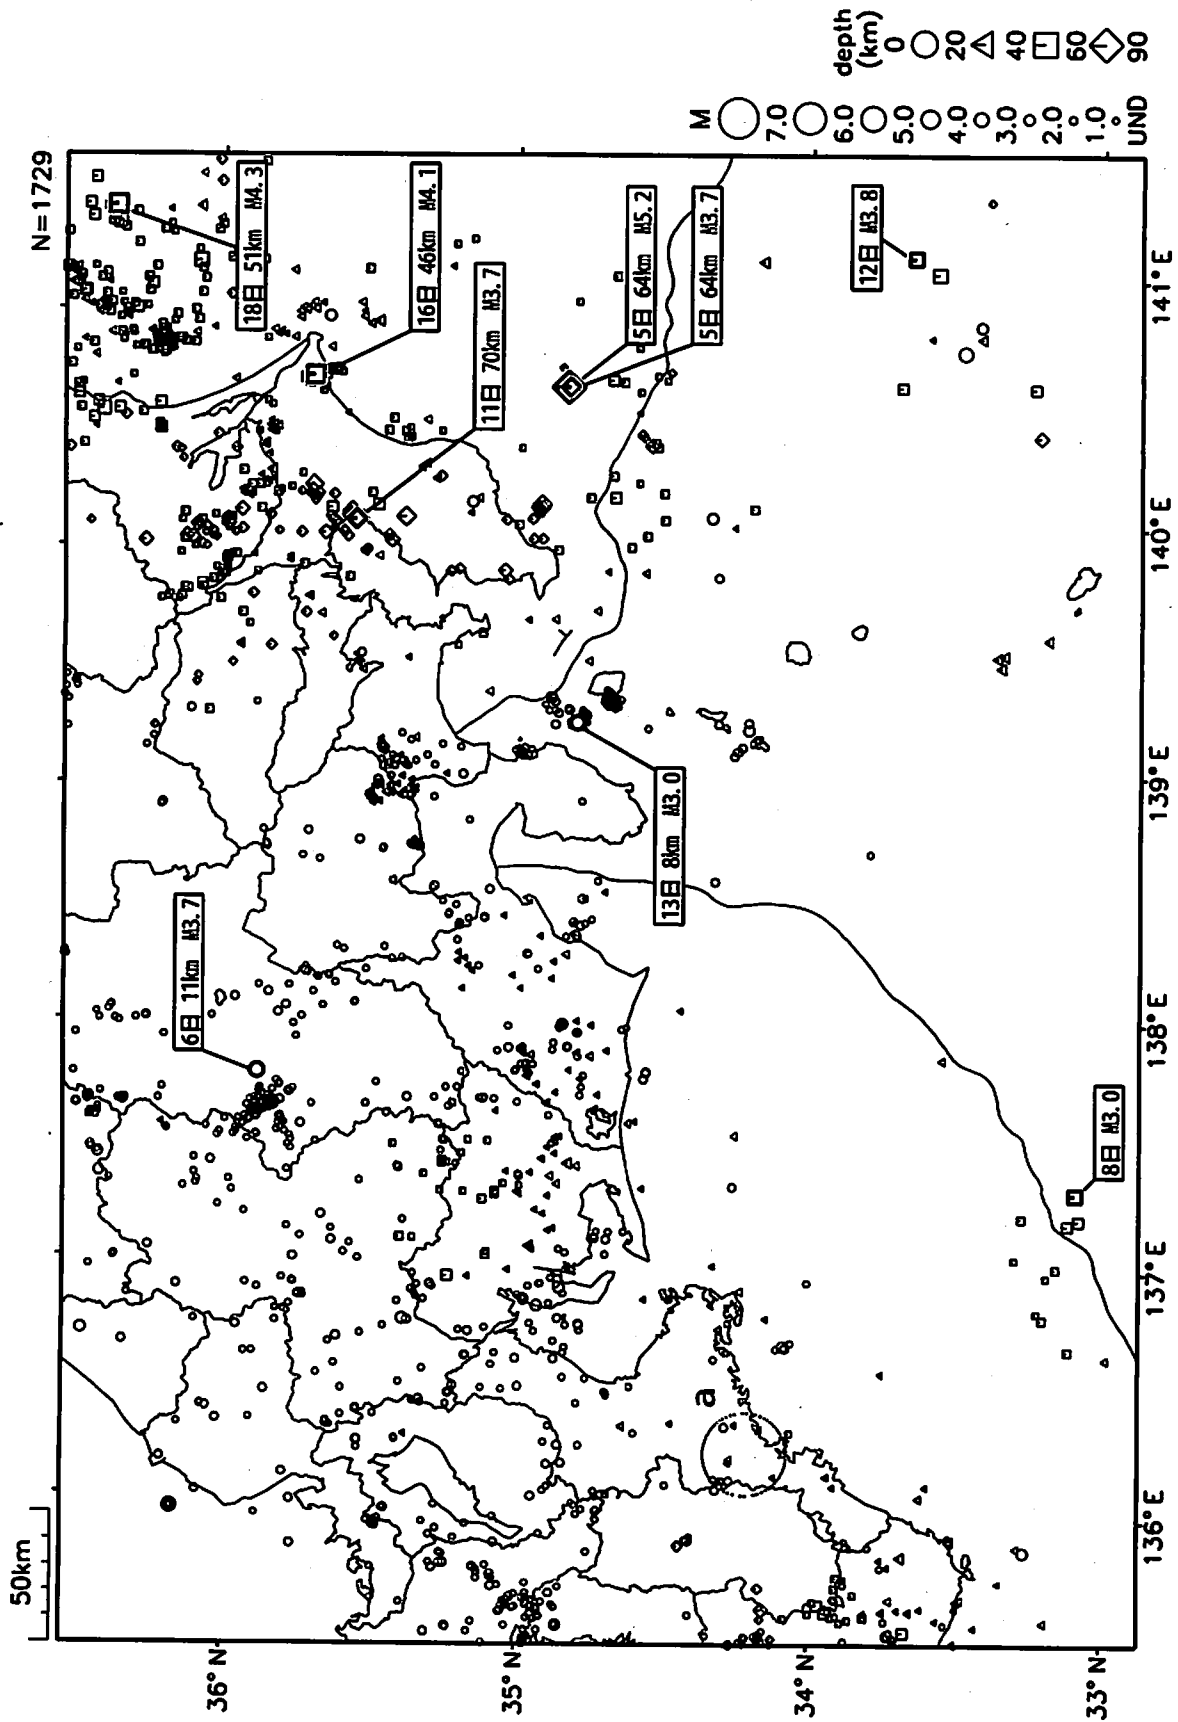 50km
N=1729
36°N
35°N
34°N
33°N
136°E
137°E
138°E
139°E
140°E
141°E
18日 51km M4.3
16日 46km M4.1
11日 70km M3.7
5日 64km M5.2
5日 64km M3.7
12日 M3.8
13日 8km M3.0
6日 11km M3.7
8日 M3.0
a
M
7.0
6.0
5.0
4.0
3.0
2.0
1.0
UND
depth
(km)
0
20
40
60
90